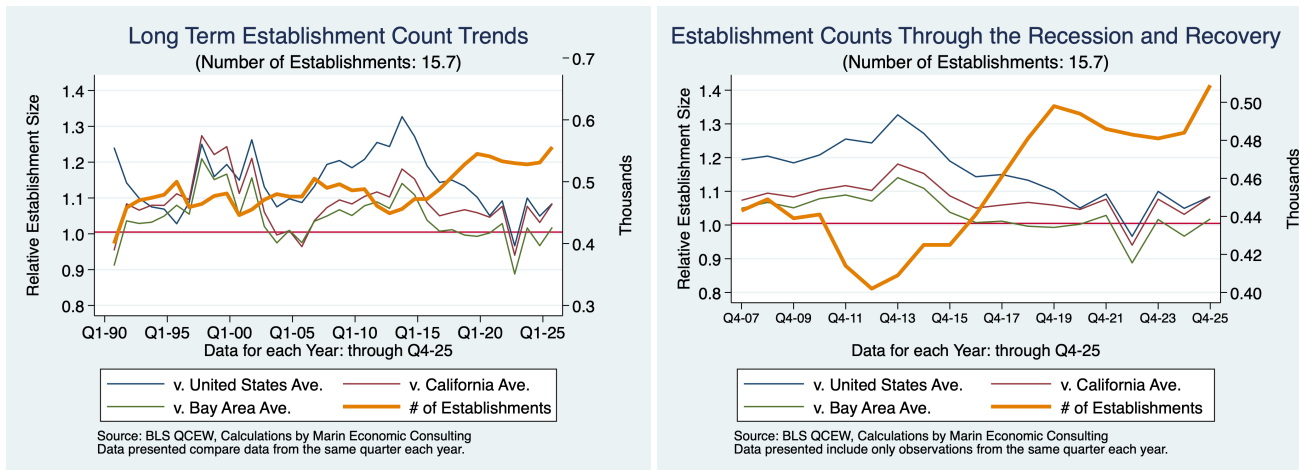 Long Term Establishment Count Trends
(Number of Establishments: 15.7)
Relative Establishment Size
1.4
1.3
1.2
1.1
1.0
0.9
0.8
0.7
0.6
0.5
0.4
0.3
Thousands
Q1-90 Q1-95 Q1-00 Q1-05 Q1-10 Q1-15 Q1-20 Q1-25
Data for each Year: through Q4-25
v. United States Ave. v. California Ave.
v. Bay Area Ave. # of Establishments
Source: BLS QCEW, Calculations by Marin Economic Consulting
Data presented compare data from the same quarter each year.
Establishment Counts Through the Recession and Recovery
(Number of Establishments: 15.7)
Relative Establishment Size
1.4
1.3
1.2
1.1
1.0
0.9
0.8
0.50
0.48
0.46
0.44
0.42
0.40
Thousands
Q4-07 Q4-09 Q4-11 Q4-13 Q4-15 Q4-17 Q4-19 Q4-21 Q4-23 Q4-25
Data for each Year: through Q4-25
v. United States Ave. v. California Ave.
v. Bay Area Ave. # of Establishments
Source: BLS QCEW, Calculations by Marin Economic Consulting
Data presented include only observations from the same quarter each year.